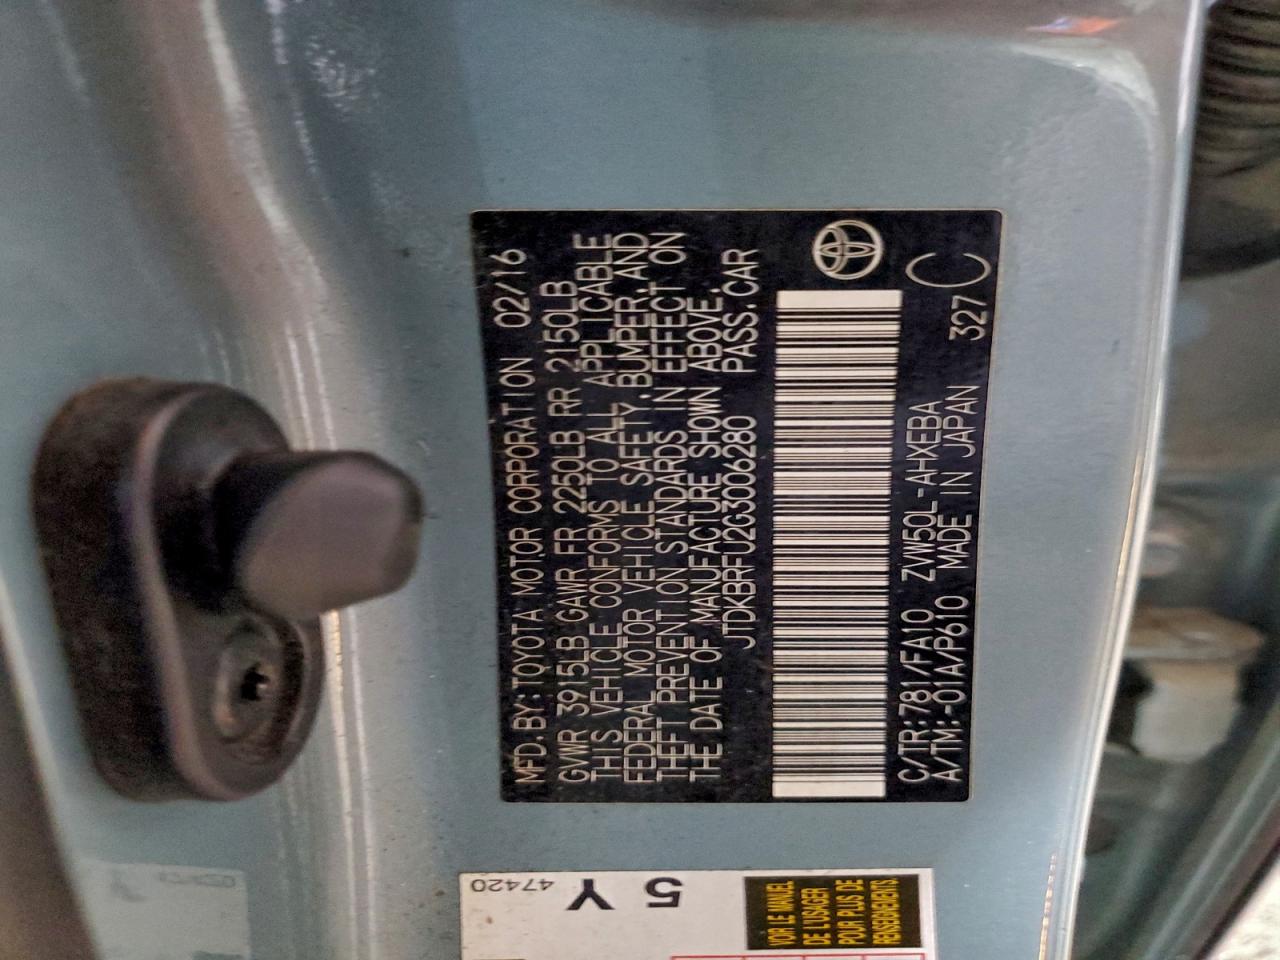 MFD.BY:TOYOTA MOTOR CORPORATION 02/16
GVWR 3915LB GAWR FR 2250LB RR 2150LB
THIS VEHICLE CONFORMS TO ALL APPLICABLE
FEDERAL MOTOR VEHICLE SAFETY,BUMPER,AND
THEFT PREVENTION STANDARDS IN EFFECT ON
THE DATE OF MANUFACTURE SHOWN ABOVE.
JTDKBRFU2G3006280 PASS.CAR
C/TR:781/FA10 ZVW50L-AHXEBA 327 C
A/TM:-01A/P610 MADE IN JAPAN
47420
5 Y
VOIR LE MANUEL
DE L'USAGER
POUR PLUS DE
RENSEIGNEMENTS.